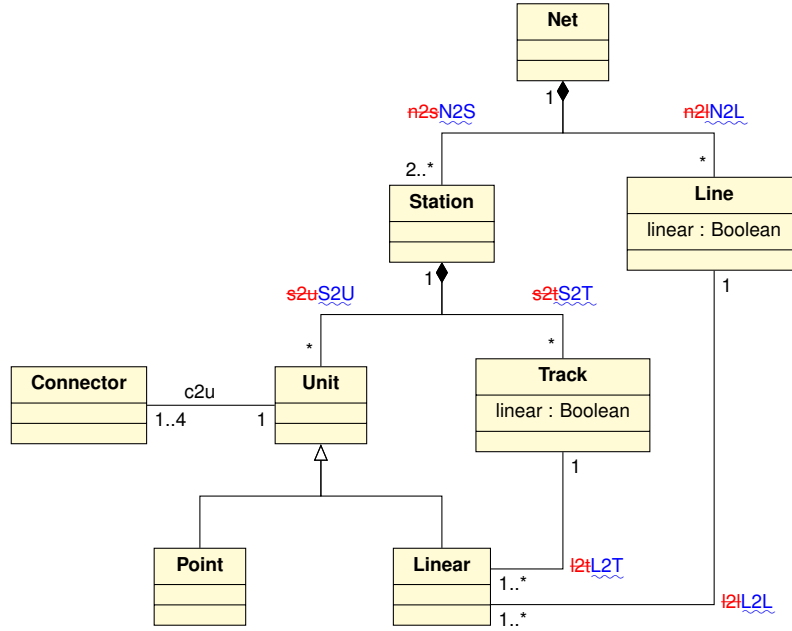 Net
1
n2sN2S
n2lN2L
2..*
*
Station
Line
linear : Boolean
1
1
s2uS2U
s2tS2T
*
*
Connector
c2u
Unit
Track
1..4
1
linear : Boolean
1
Point
Linear
l2tL2T
1..*
l2lL2L
1..*